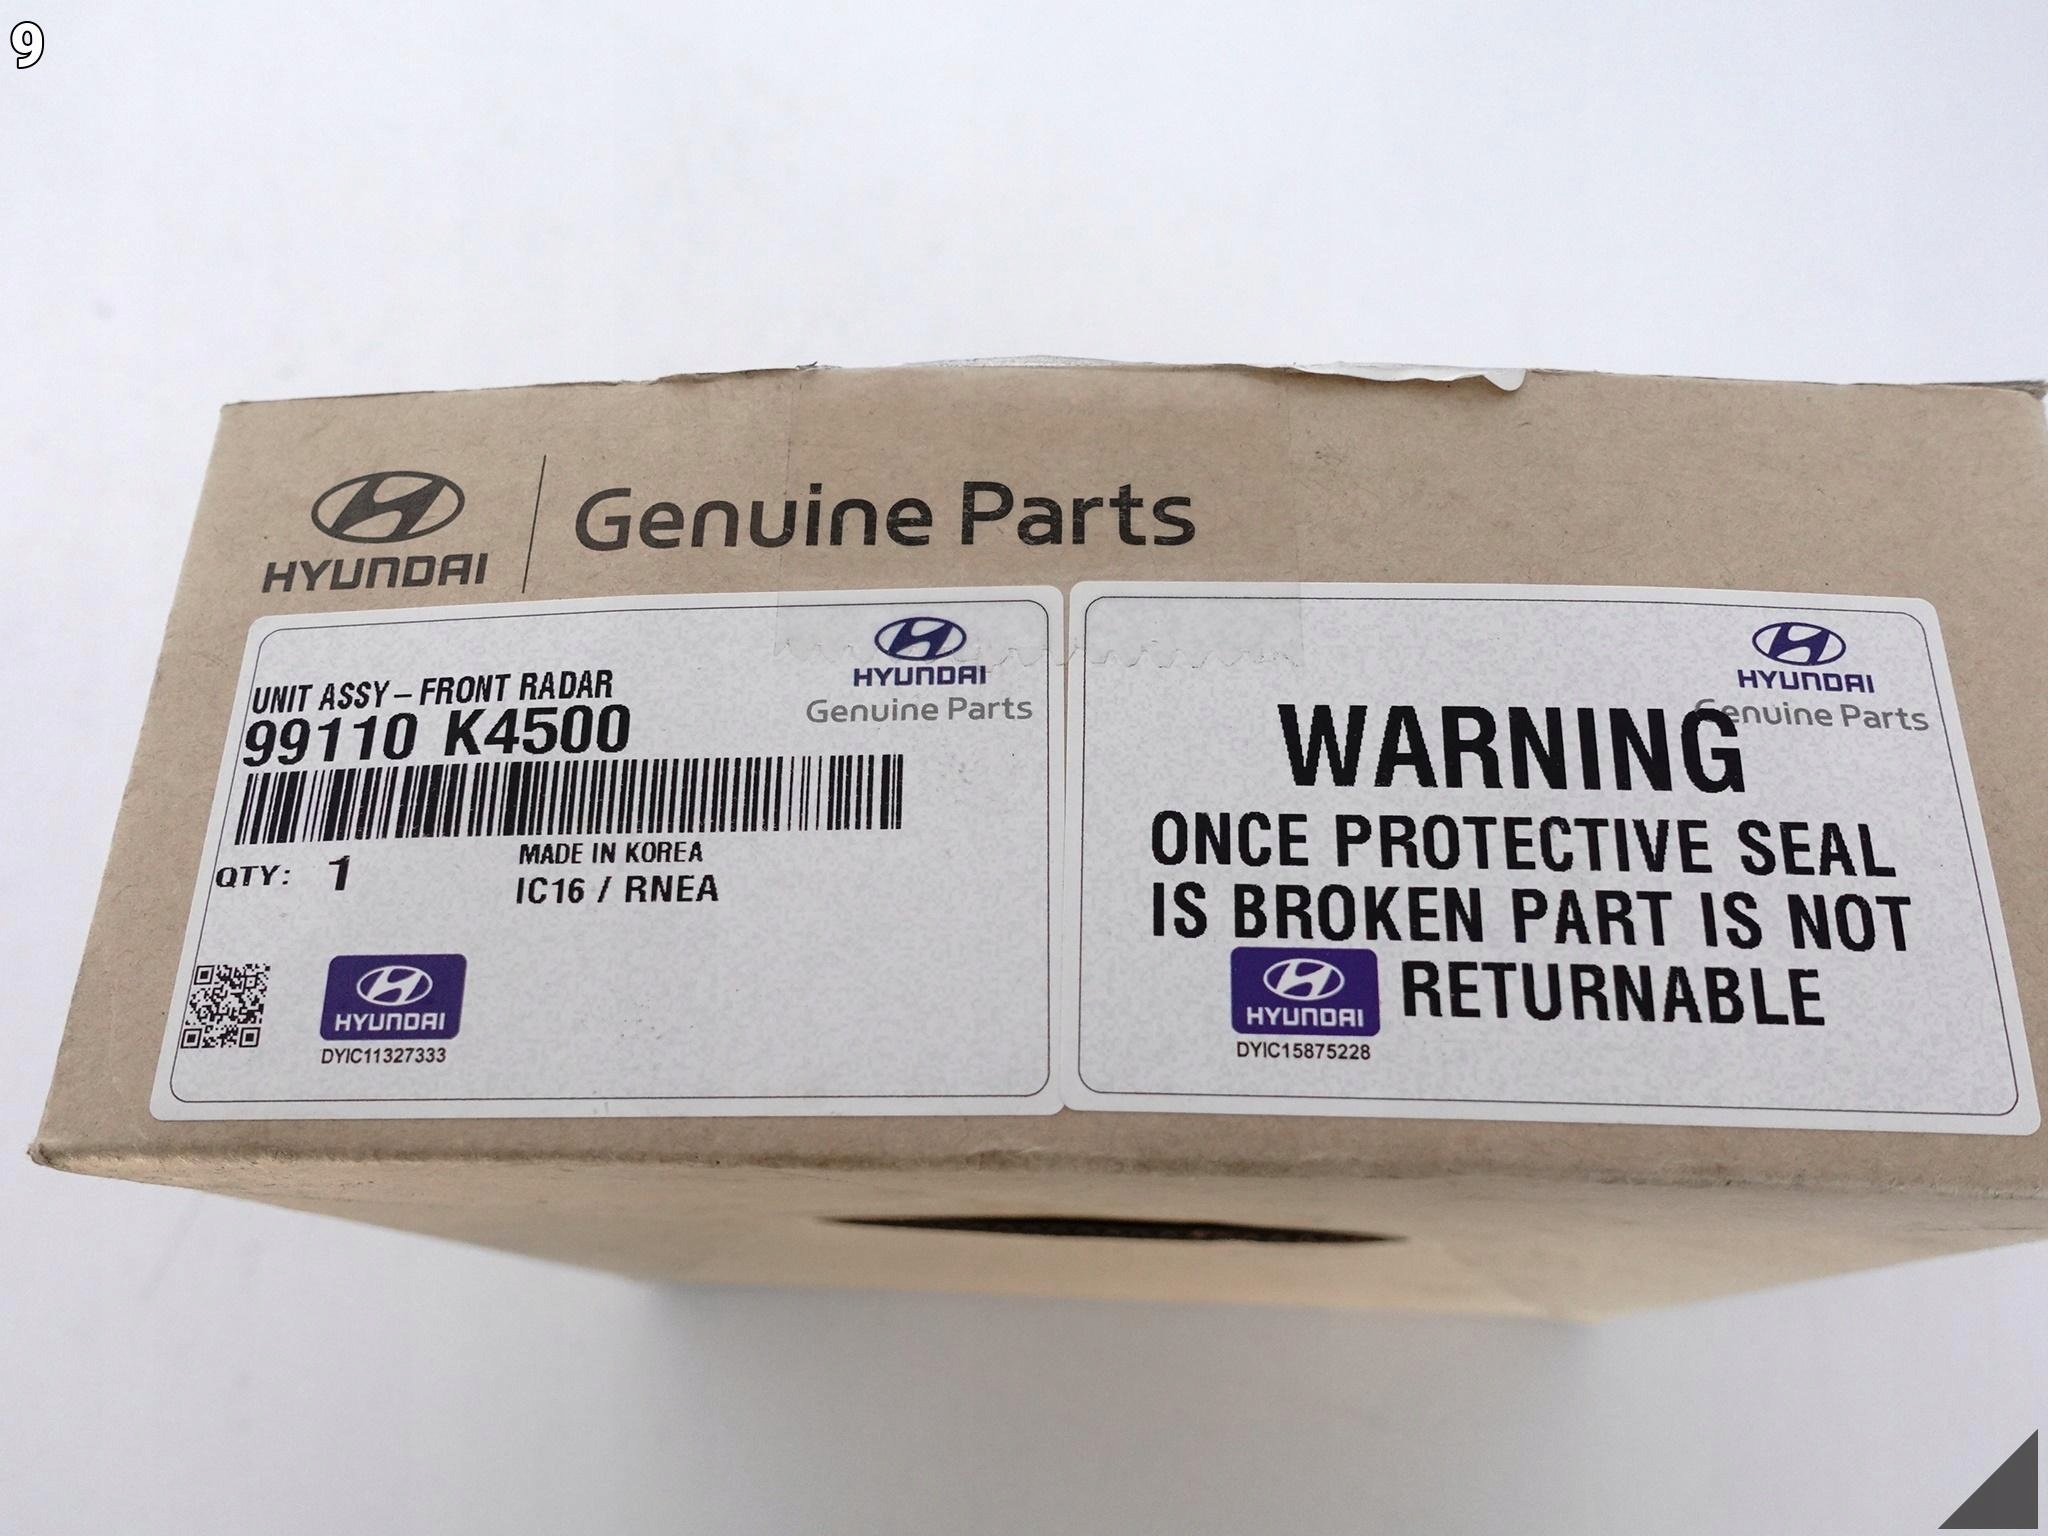 9
HYUNDAI
Genuine Parts
HYUNDAI
Genuine Parts
UNIT ASSY – FRONT RADAR
99110 K4500
QTY: 1
MADE IN KOREA
IC16 / RNEA
HYUNDAI
DYIC11327333
HYUNDAI
Genuine Parts
WARNING
ONCE PROTECTIVE SEAL
IS BROKEN PART IS NOT
RETURNABLE
HYUNDAI
DYIC15875228